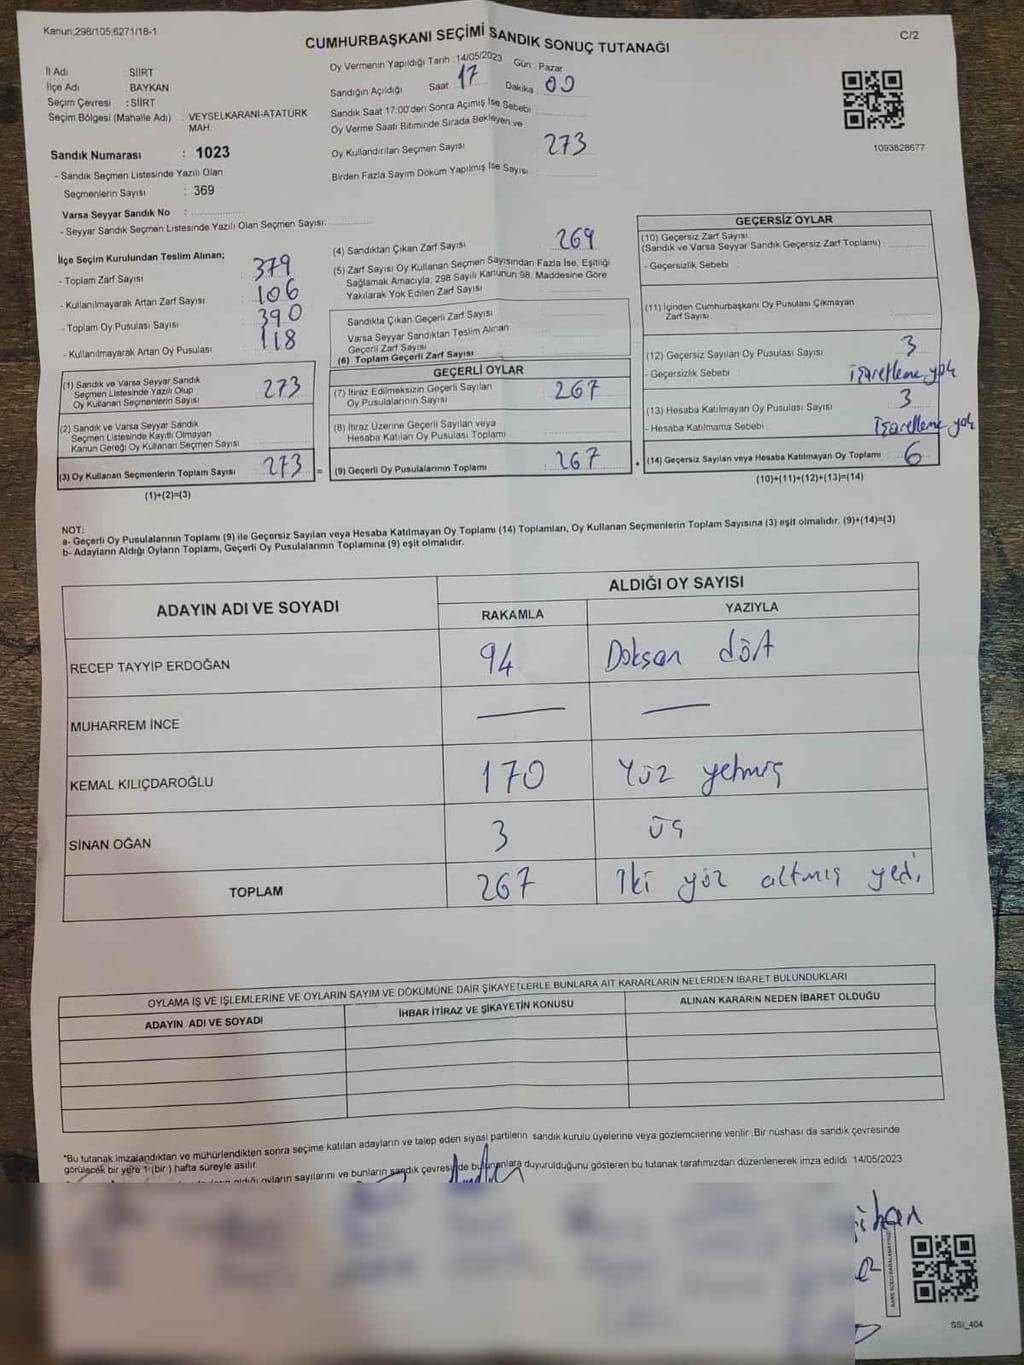 Kanun;298/105;6271/18-1
CUMHURBAŞKANI SEÇİMİ SANDIK SONUÇ TUTANAĞI
C/2
İl Adı : SİİRT
İlçe Adı : BAYKAN
Seçim Çevresi : SİİRT
Seçim Bölgesi (Mahalle Adı) : VEYSELKARANI-ATATÜRK MAH.
Sandık Numarası : 1023
- Sandık Seçmen Listesinde Yazılı Olan
Seçmenlerin Sayısı : 369
Varsa Seyyar Sandık No :
- Seyyar Sandık Seçmen Listesinde Yazılı Olan Seçmen Sayısı:
Oy Vermenin Yapıldığı Tarih : 14/05/2023 Gün : Pazar
Sandığın Açıldığı Saat : 17 Dakika : 00
Sandık Saat 17:00'den Sonra Açımış İse Sebebi :
Oy Verme Saati Bitiminde Sırada Bekleyen ve
Oy Kullandırılan Seçmen Sayısı : 273
Birden Fazla Sayım Döküm Yapılmış İse Sayısı :
1093828677
İlçe Seçim Kurulundan Teslim Alınan;
- Toplam Zarf Sayısı : 379
- Kullanılmayarak Artan Zarf Sayısı : 106
- Toplam Oy Pusulası Sayısı : 390
- Kullanılmayarak Artan Oy Pusulası : 118
(1) Sandık ve Varsa Seyyar Sandık
Seçmen Listesinde Yazılı Olup
Oy Kullanan Seçmenlerin Sayısı 273
(2) Sandık ve Varsa Seyyar Sandık
Seçmen Listesinde Kayıtlı Olmayan
Kanun Gereği Oy Kullanan Seçmen Sayısı
(3) Oy Kullanan Seçmenlerin Toplam Sayısı 273 =
(1)+(2)=(3)
(4) Sandıktan Çıkan Zarf Sayısı 269
(5) Zarf Sayısı Oy Kullanan Seçmen Sayısından Fazla İse, Eşitliği
Sağlamak Amacıyla; 298 Sayılı Kanunun 98. Maddesine Göre
Yakılarak Yok Edilen Zarf Sayısı :
Sandıkta Çıkan Geçerli Zarf Sayısı
Varsa Seyyar Sandıktan Teslim Alınan
Geçerli Zarf Sayısı
(6) Toplam Geçerli Zarf Sayısı
GEÇERLİ OYLAR
(7) İtiraz Edilmeksizin Geçerli Sayılan
Oy Pusulalarının Sayısı 267
(8) İtiraz Üzerine Geçerli Sayılan veya
Hesaba Katılan Oy Pusulası Toplamı
(9) Geçerli Oy Pusulalarının Toplamı 267 +
GEÇERSİZ OYLAR
(10) Geçersiz Zarf Sayısı
(Sandık ve Varsa Seyyar Sandık Geçersiz Zarf Toplamı) :
- Geçersizlik Sebebi :
(11) İçinden Cumhurbaşkanı Oy Pusulası Çıkmayan
Zarf Sayısı :
(12) Geçersiz Sayılan Oy Pusulası Sayısı : 3
- Geçersizlik Sebebi : işaretleme yok
(13) Hesaba Katılmayan Oy Pusulası Sayısı : 3
- Hesaba Katılmama Sebebi : İşaretleme yok
(14) Geçersiz Sayılan veya Hesaba Katılmayan Oy Toplamı : 6
(10)+(11)+(12)+(13)=(14)
NOT:
a- Geçerli Oy Pusulalarının Toplamı (9) ile Geçersiz Sayılan veya Hesaba Katılmayan Oy Toplamı (14) Toplamları, Oy Kullanan Seçmenlerin Toplam Sayısına (3) eşit olmalıdır. (9)+(14)=(3)
b- Adayların Aldığı Oyların Toplamı, Geçerli Oy Pusulalarının Toplamına (9) eşit olmalıdır.
ADAYIN ADI VE SOYADI
ALDIĞI OY SAYISI
RAKAMLA YAZIYLA
RECEP TAYYİP ERDOĞAN 94 Doksan dört
MUHARREM İNCE — —
KEMAL KILIÇDAROĞLU 170 Yüz yetmiş
SİNAN OĞAN 3 üç
TOPLAM 267 İki yüz altmış yedi
OYLAMA İŞ VE İŞLEMLERİNE VE OYLARIN SAYIM VE DÖKÜMÜNE DAİR ŞİKAYETLERLE BUNLARA AİT KARARLARIN NELERDEN İBARET BULUNDUKLARI
ADAYIN ADI VE SOYADI İHBAR İTİRAZ VE ŞİKAYETİN KONUSU ALINAN KARARIN NEDEN İBARET OLDUĞU
*Bu tutanak imzalandıktan ve mühürlendikten sonra seçime katılan adayların ve talep eden siyasi partilerin sandık kurulu üyelerine veya gözlemcilerine verilir. Bir nüshası da sandık çevresinde
görülecek bir yere 1 (bir) hafta süreyle asılır.
oyların sayılarını ve bunların sandık çevresinde bulunanlara duyurulduğunu gösteren bu tutanak tarafımızdan düzenlenerek imza edildi. 14/05/2023
SSİ_404